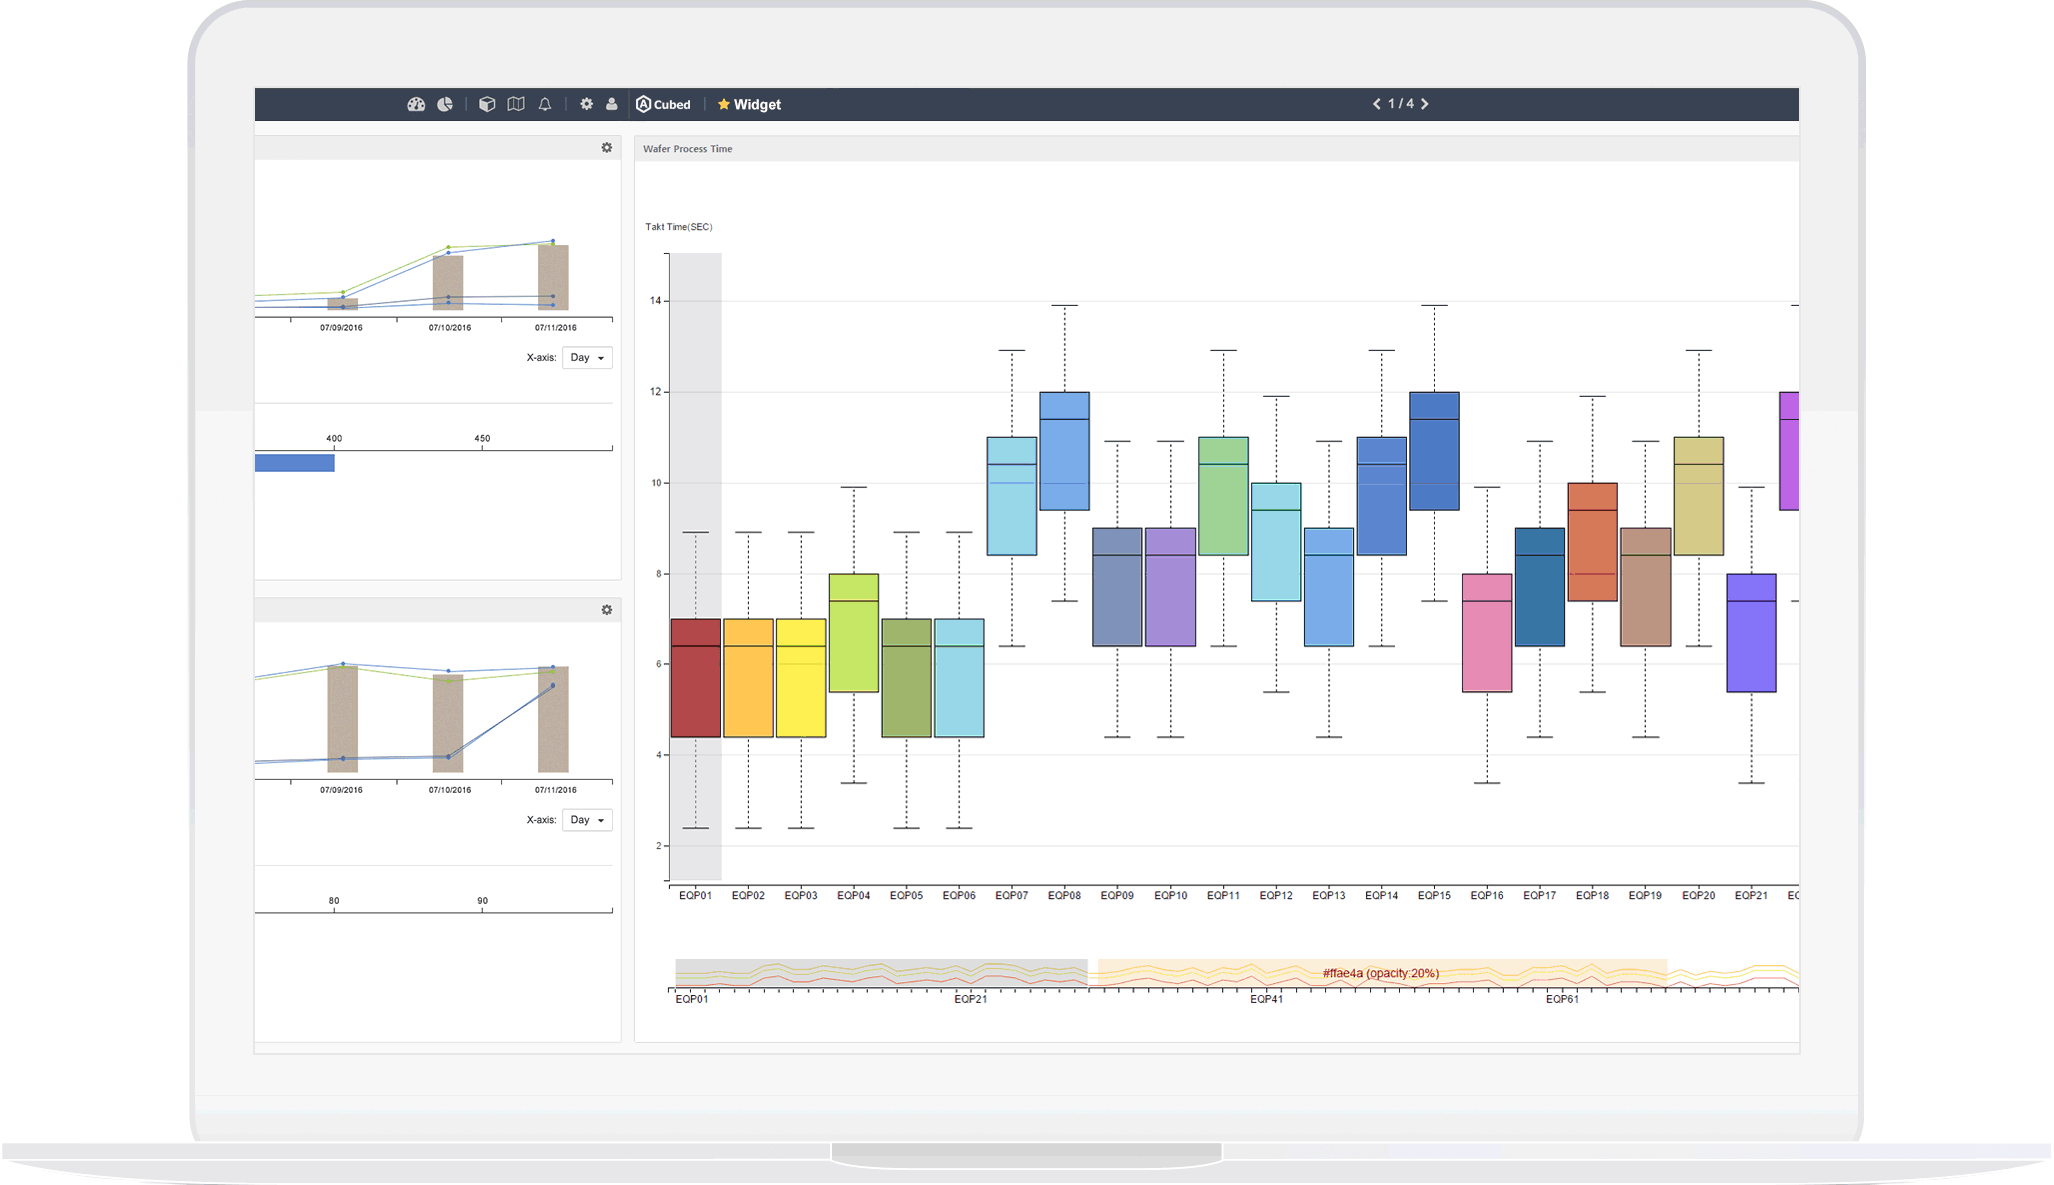 Cubed
Widget
1 / 4
07/09/2016 07/10/2016 07/11/2016
X-axis: Day
400 450
07/09/2016 07/10/2016 07/11/2016
X-axis: Day
80 90
Wafer Process Time
Takt Time(SEC)
14
12
10
8
6
4
2
EQP01 EQP02 EQP03 EQP04 EQP05 EQP06 EQP07 EQP08 EQP09 EQP10 EQP11 EQP12 EQP13 EQP14 EQP15 EQP16 EQP17 EQP18 EQP19 EQP20 EQP21
#ffae4a (opacity:20%)
EQP01 EQP21 EQP41 EQP61